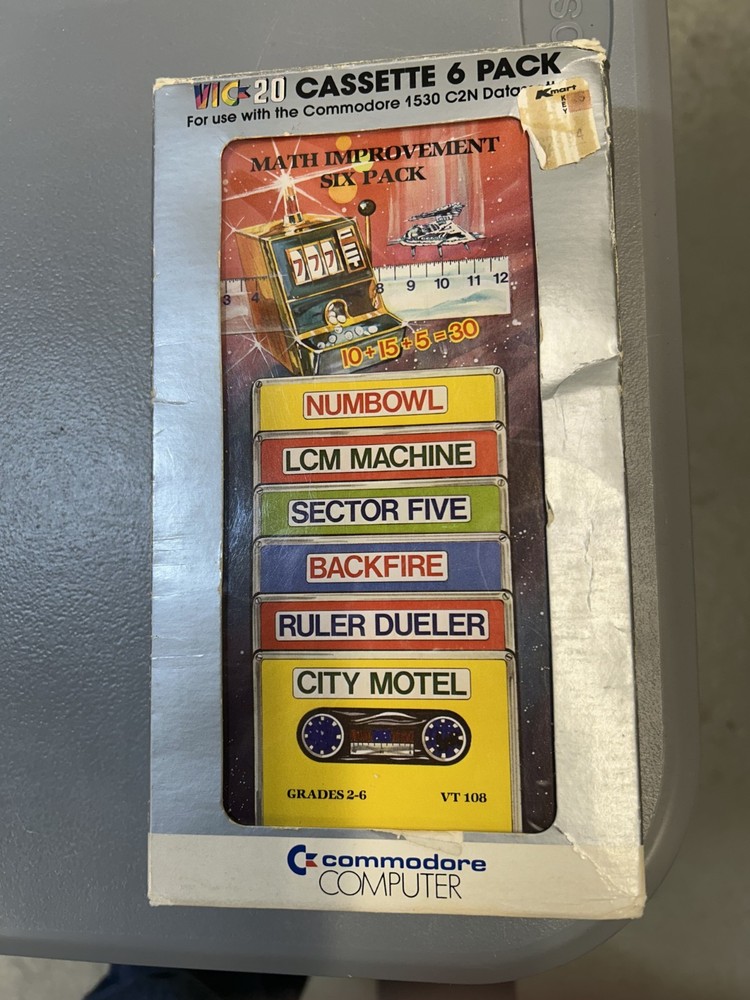 VIC-20 CASSETTE 6 PACK
For use with the Commodore 1530 C2N
Kmart
KEY
MATH IMPROVEMENT
SIX PACK
777
3 4 8 9 10 11 12
10+15+5=30
NUMBOWL
LCM MACHINE
SECTOR FIVE
BACKFIRE
RULER DUELER
CITY MOTEL
GRADES 2-6 VT 108
commodore
COMPUTER